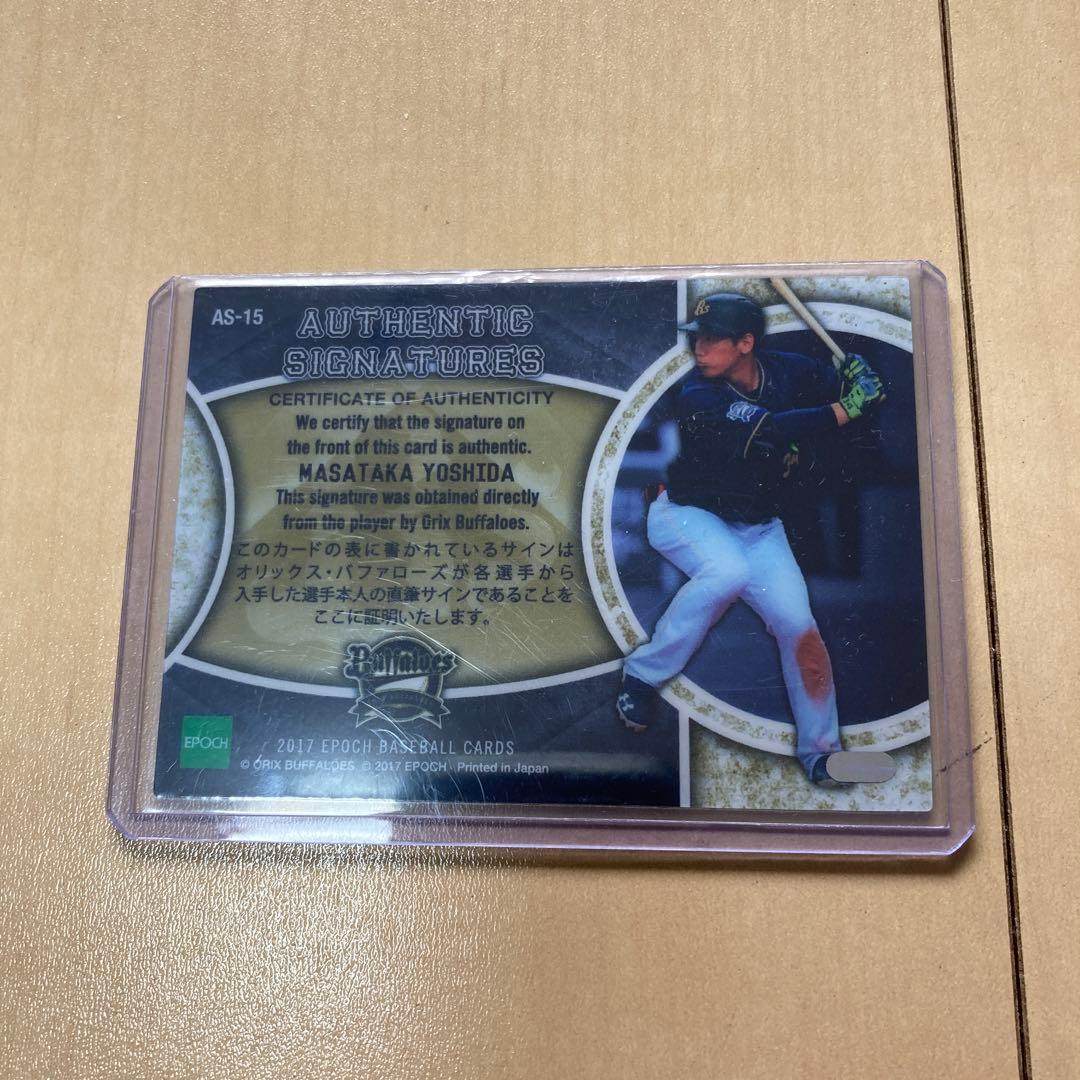 AS-15
AUTHENTIC
SIGNATURES
CERTIFICATE OF AUTHENTICITY
We certify that the signature on
the front of this card is authentic.
MASATAKA YOSHIDA
This signature was obtained directly
from the player by Orix Buffaloes.
このカードの表に書かれているサインは
オリックス・バファローズが各選手から
入手した選手本人の直筆サインであることを
ここに証明いたします。
Buffaloes
EPOCH
2017 EPOCH BASEBALL CARDS
© ORIX BUFFALOES © 2017 EPOCH Printed in Japan
Bs